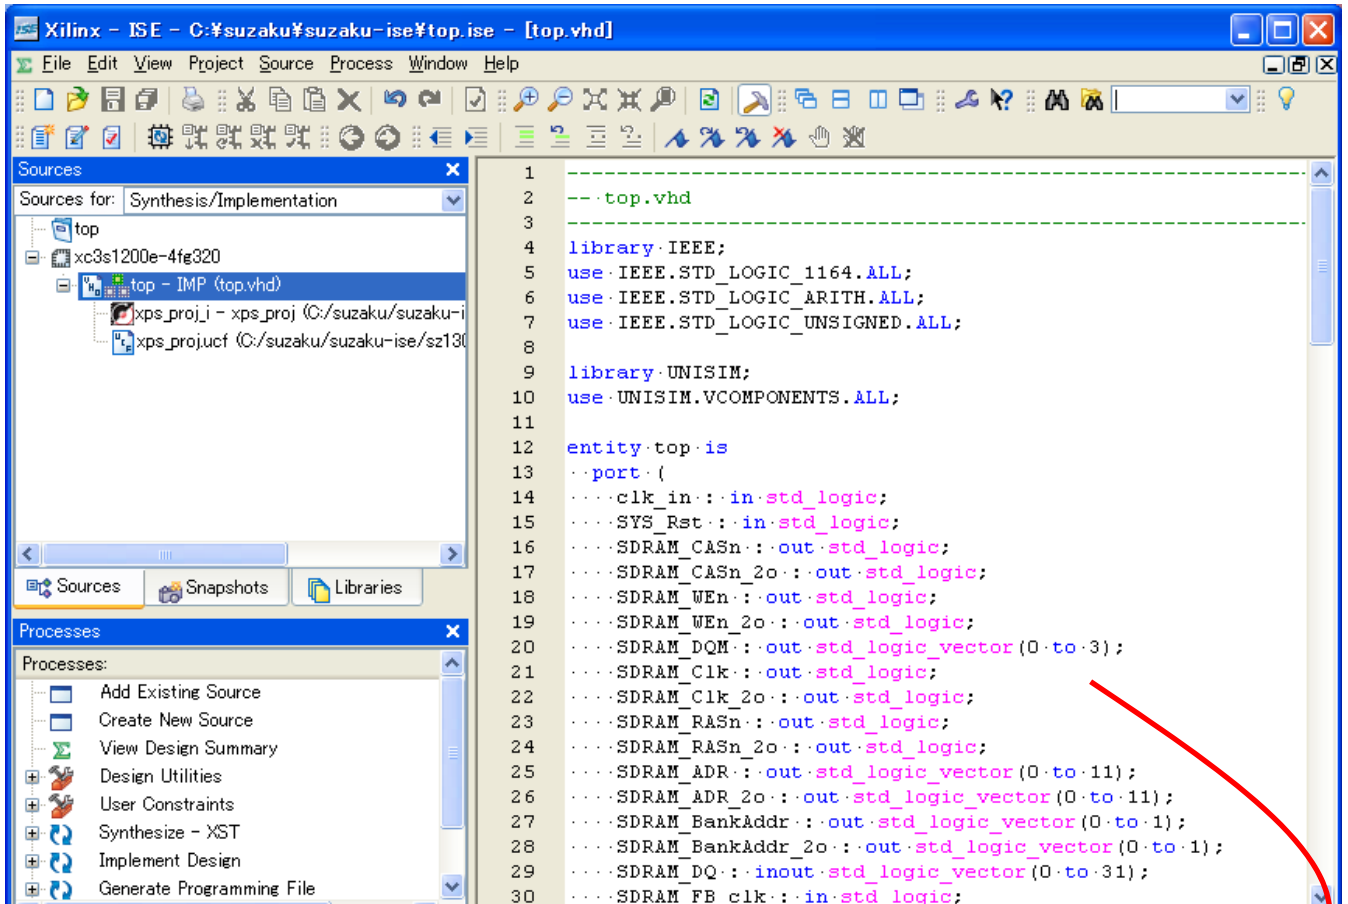 Xilinx - ISE - C:¥suzaku¥suzaku-ise¥top.ise - [top.vhd]
File Edit View Project Source Process Window Help
Sources
Sources for: Synthesis/Implementation
top
xc3s1200e-4fg320
top - IMP (top.vhd)
xps_proj_i - xps_proj (C:/suzaku/suzaku-i
xps_proj.ucf (C:/suzaku/suzaku-ise/sz130
Sources Snapshots Libraries
Processes
Processes:
Add Existing Source
Create New Source
View Design Summary
Design Utilities
User Constraints
Synthesize - XST
Implement Design
Generate Programming File
1 --------------------------------------------------------------
2 --·top.vhd
3 --------------------------------------------------------------
4 library·IEEE;
5 use·IEEE.STD_LOGIC_1164.ALL;
6 use·IEEE.STD_LOGIC_ARITH.ALL;
7 use·IEEE.STD_LOGIC_UNSIGNED.ALL;
8
9 library·UNISIM;
10 use·UNISIM.VCOMPONENTS.ALL;
11
12 entity·top·is
13 ··port·(
14 ····clk_in·:·in·std_logic;
15 ····SYS_Rst·:·in·std_logic;
16 ····SDRAM_CASn·:·out·std_logic;
17 ····SDRAM_CASn_2o·:·out·std_logic;
18 ····SDRAM_WEn·:·out·std_logic;
19 ····SDRAM_WEn_2o·:·out·std_logic;
20 ····SDRAM_DQM·:·out·std_logic_vector(0·to·3);
21 ····SDRAM_Clk·:·out·std_logic;
22 ····SDRAM_Clk_2o·:·out·std_logic;
23 ····SDRAM_RASn·:·out·std_logic;
24 ····SDRAM_RASn_2o·:·out·std_logic;
25 ····SDRAM_ADR·:·out·std_logic_vector(0·to·11);
26 ····SDRAM_ADR_2o·:·out·std_logic_vector(0·to·11);
27 ····SDRAM_BankAddr·:·out·std_logic_vector(0·to·1);
28 ····SDRAM_BankAddr_2o·:·out·std_logic_vector(0·to·1);
29 ····SDRAM_DQ·:·inout·std_logic_vector(0·to·31);
30 ····SDRAM_FB_clk·:·in·std_logic;